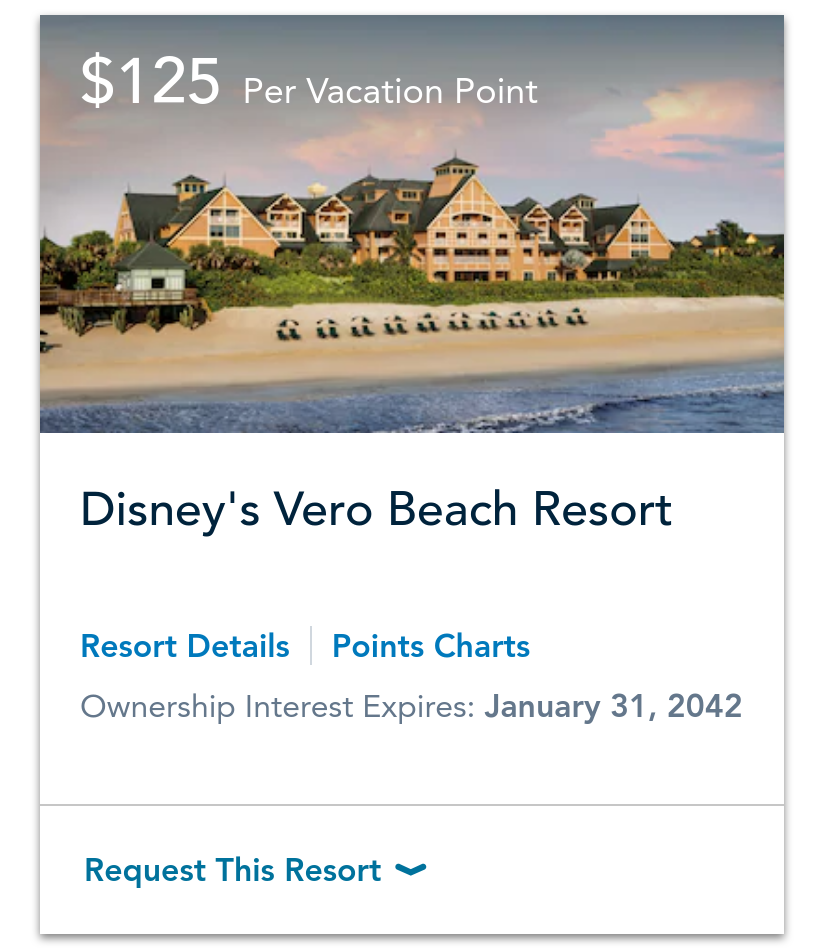 $125 Per Vacation Point
Disney's Vero Beach Resort
Resort Details | Points Charts
Ownership Interest Expires: January 31, 2042
Request This Resort